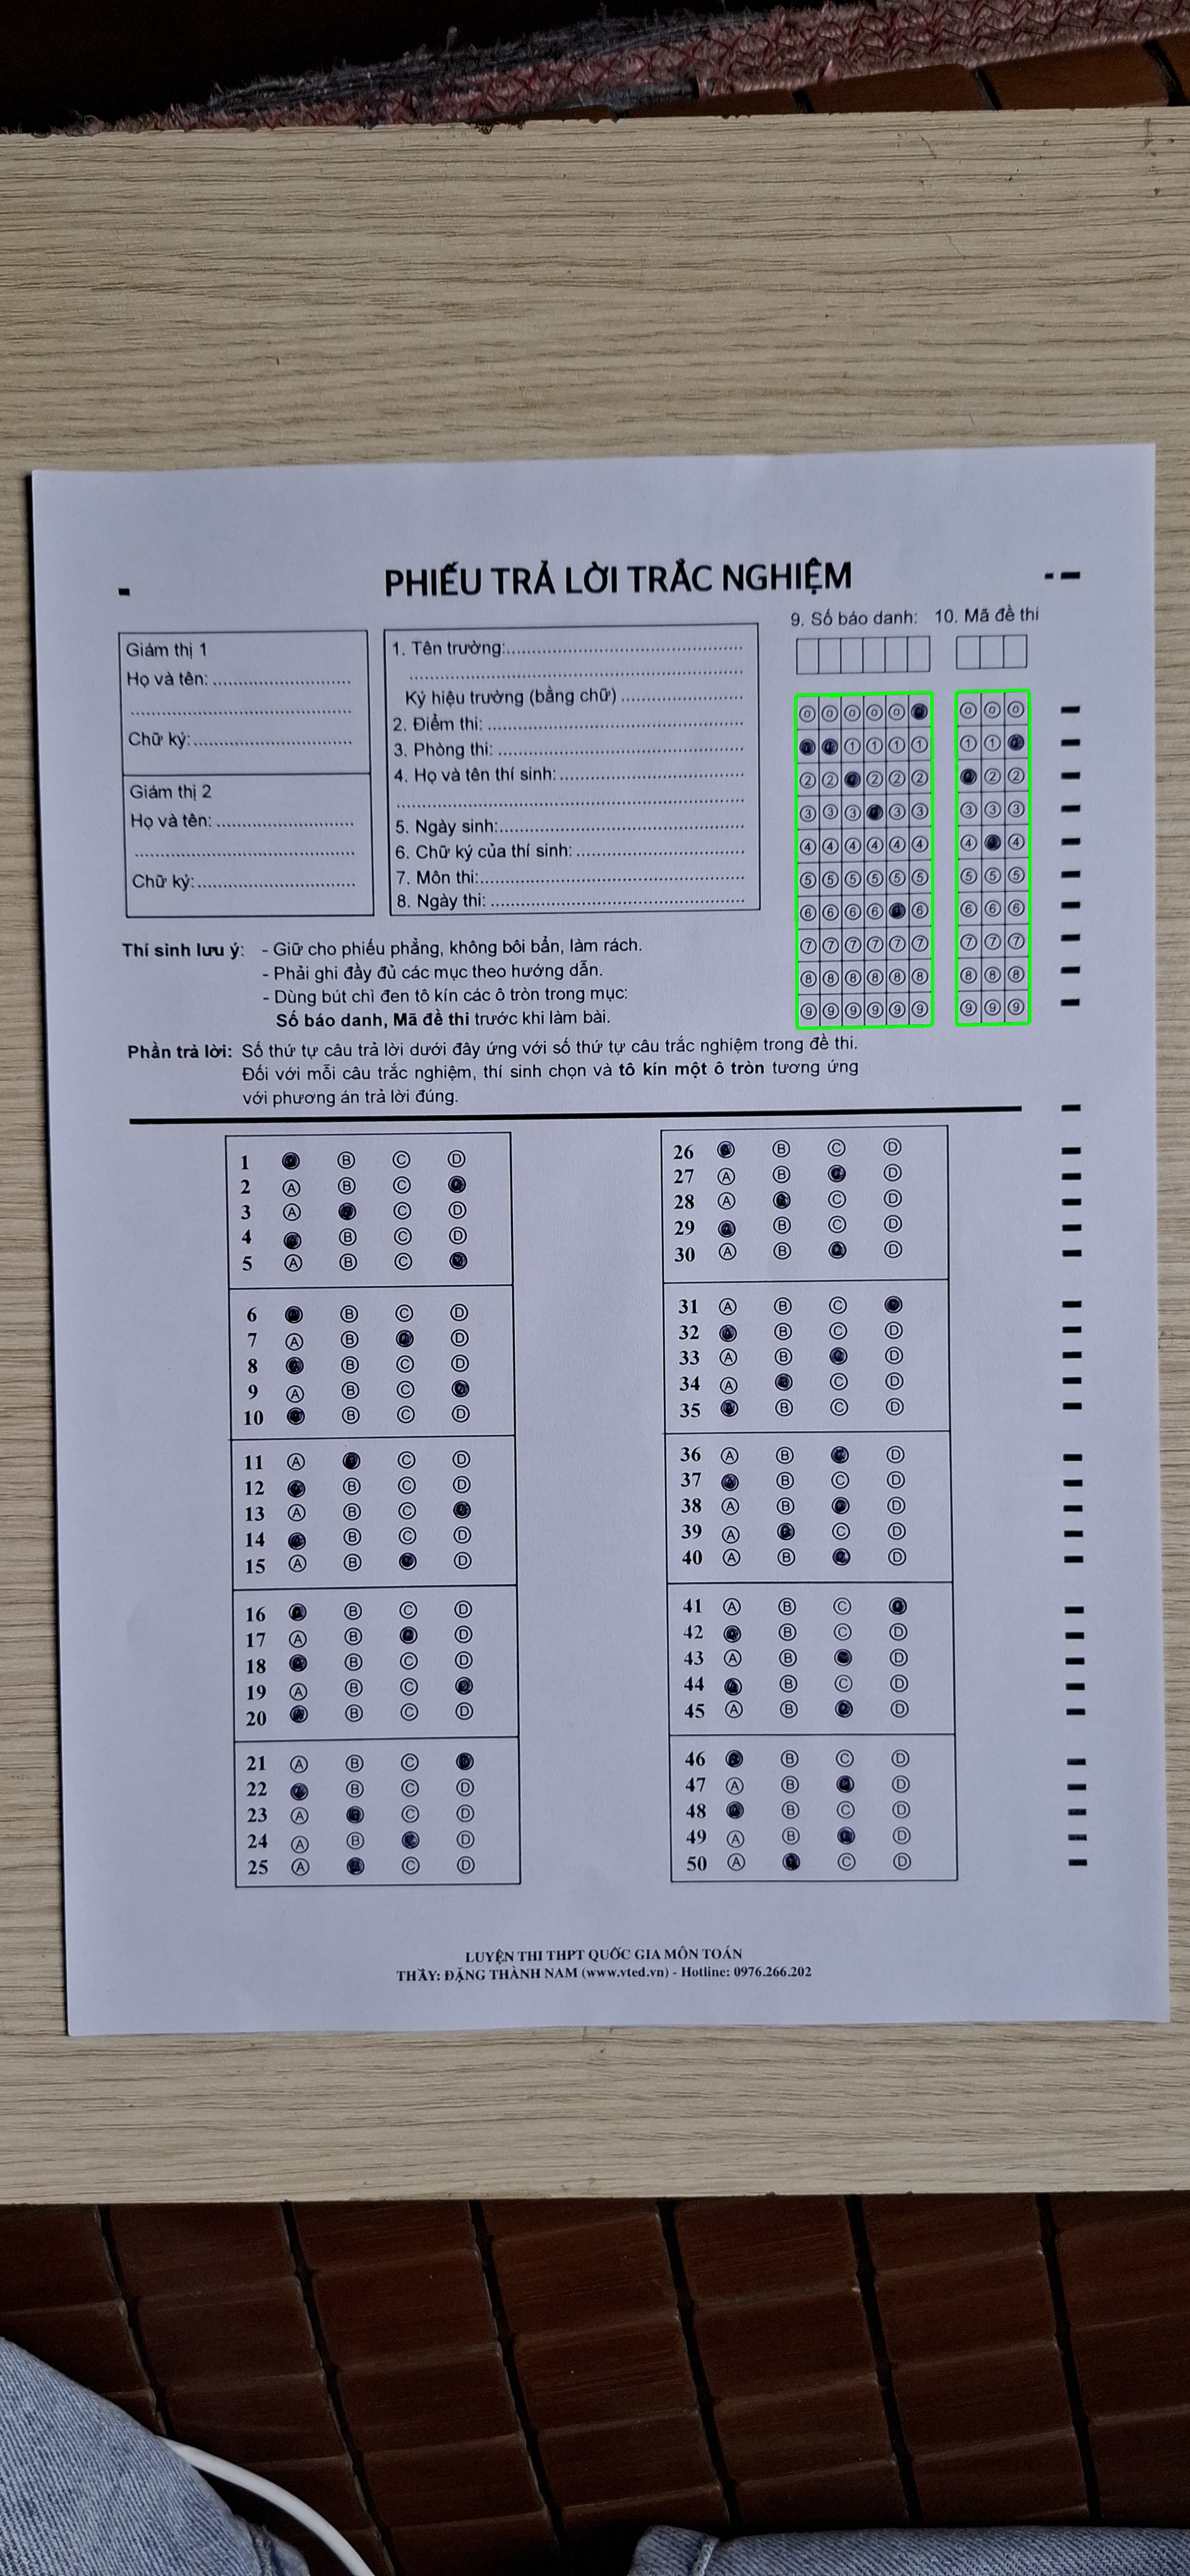 PHIẾU TRẢ LỜI TRẮC NGHIỆM
Giám thị 1
Họ và tên:
Chữ ký:
Giám thị 2
Họ và tên:
Chữ ký:
1. Tên trường:
Ký hiệu trường (bằng chữ)
2. Điểm thi:
3. Phòng thi:
4. Họ và tên thí sinh:
5. Ngày sinh:
6. Chữ ký của thí sinh:
7. Môn thi:
8. Ngày thi:
9. Số báo danh:
0 0 0 0 0
1 1 1 1
2 2 2 2 2
3 3 3 3 3
4 4 4 4 4 4
5 5 5 5 5 5
6 6 6 6 6
7 7 7 7 7 7
8 8 8 8 8 8
9 9 9 9 9 9
10. Mã đề thi
0 0 0
1 1
2 2
3 3 3
4 4
5 5 5
6 6 6
7 7 7
8 8 8
9 9 9
Thí sinh lưu ý: - Giữ cho phiếu phẳng, không bôi bẩn, làm rách.
- Phải ghi đầy đủ các mục theo hướng dẫn.
- Dùng bút chì đen tô kín các ô tròn trong mục:
Số báo danh, Mã đề thi trước khi làm bài.
Phần trả lời: Số thứ tự câu trả lời dưới đây ứng với số thứ tự câu trắc nghiệm trong đề thi.
Đối với mỗi câu trắc nghiệm, thí sinh chọn và tô kín một ô tròn tương ứng
với phương án trả lời đúng.
1 B C D
2 A B C
3 A C D
4 B C D
5 A B C
6 B C D
7 A B D
8 B C D
9 A B C
10 B C D
11 A C D
12 B C D
13 A B C
14 B C D
15 A B D
16 B C D
17 A B D
18 B C D
19 A B C
20 B C D
21 A B C
22 B C D
23 A C D
24 A B D
25 A C D
26 B C D
27 A B D
28 A C D
29 B C D
30 A B D
31 A B C
32 B C D
33 A B D
34 A C D
35 B C D
36 A B D
37 B C D
38 A B D
39 A C D
40 A B D
41 A B C
42 B C D
43 A B D
44 B C D
45 A B D
46 B C D
47 A B D
48 B C D
49 A B D
50 A C D
LUYỆN THI THPT QUỐC GIA MÔN TOÁN
THẦY: ĐẶNG THÀNH NAM (www.vted.vn) - Hotline: 0976.266.202